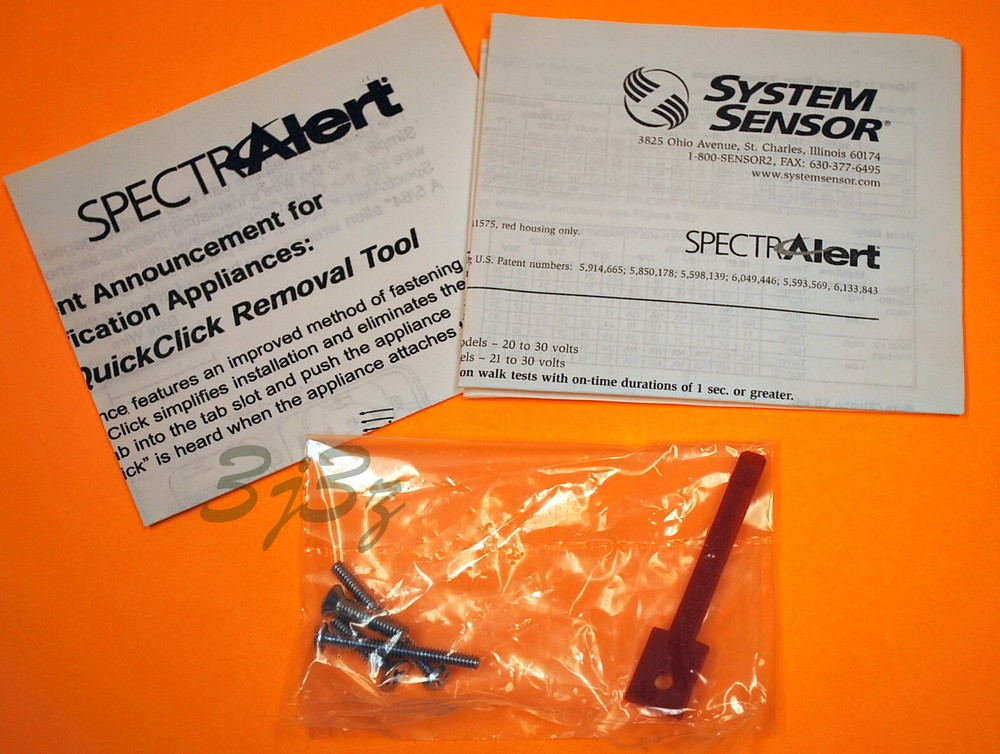 SPECTRAlert
nt Announcement for
ication Appliances:
QuickClick Removal Tool
nce features an improved method of fastening
Click simplifies installation and eliminates the
ab into the tab slot and push the appliance
ick" is heard when the appliance attaches
SYSTEM
SENSOR®
3825 Ohio Avenue, St. Charles, Illinois 60174
1-800-SENSOR2, FAX: 630-377-6495
www.systemsensor.com
1575, red housing only.
SPECTRAlert
g U.S. Patent numbers: 5,914,665; 5,850,178; 5,598,139; 6,049,446; 5,593,569, 6,133,843
odels – 20 to 30 volts
els – 21 to 30 volts
on walk tests with on-time durations of 1 sec. or greater.
3j3z